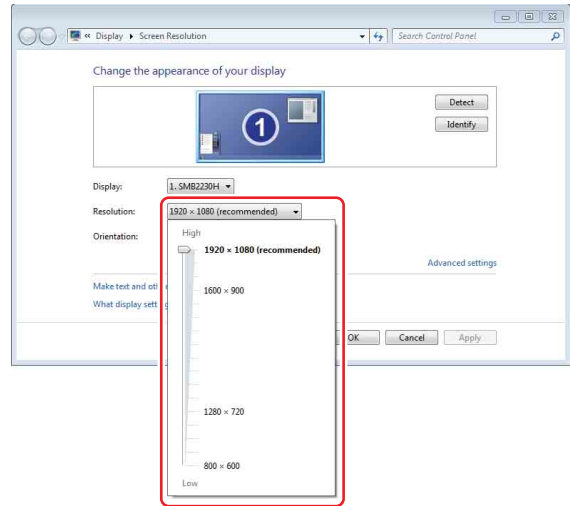 « Display ▸ Screen Resolution
Search Control Panel
Change the appearance of your display
1
Detect
Identify
Display: 1. SMB2230H
Resolution: 1920 × 1080 (recommended)
Orientation:
High
1920 × 1080 (recommended)
Advanced settings
Make text and
1600 × 900
What display
OK Cancel Apply
1280 × 720
800 × 600
Low